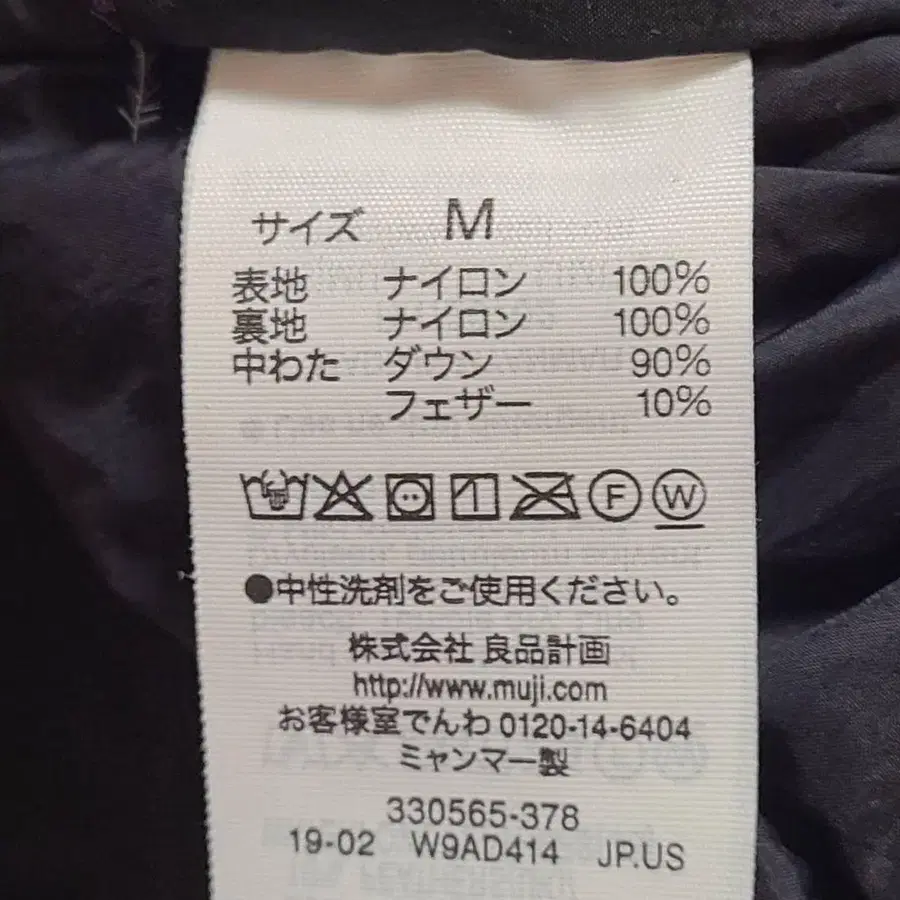 サイズ M
表地 ナイロン 100%
裏地 ナイロン 100%
中わた ダウン 90%
フェザー 10%
F W
●中性洗剤をご使用ください。
株式会社 良品計画
http://www.muji.com
お客様室でんわ 0120-14-6404
ミャンマー製
330565-378
19-02 W9AD414 JP.US